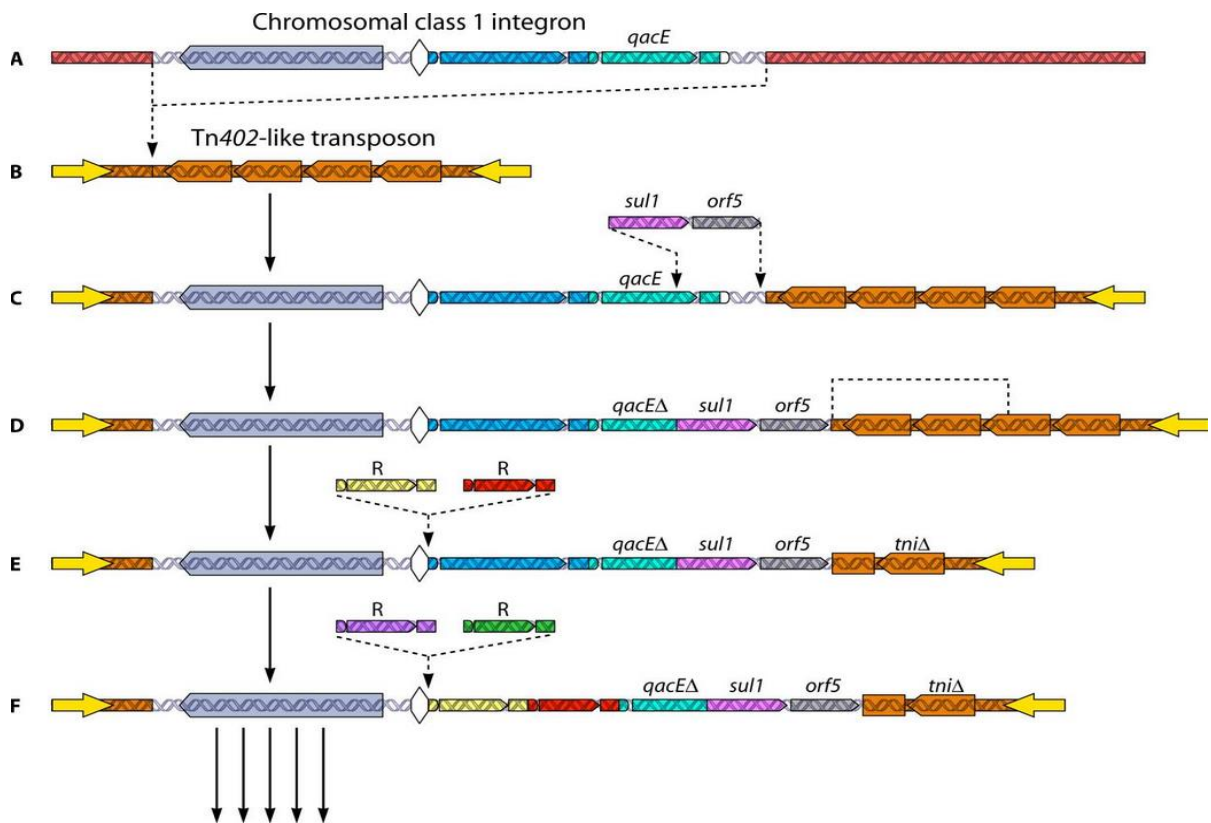 Chromosomal class 1 integron
qacE
A
Tn402-like transposon
B
sul1 orf5
qacE
C
qacEΔ sul1 orf5
D
R R
qacEΔ sul1 orf5 tniΔ
E
R R
qacEΔ sul1 orf5 tniΔ
F